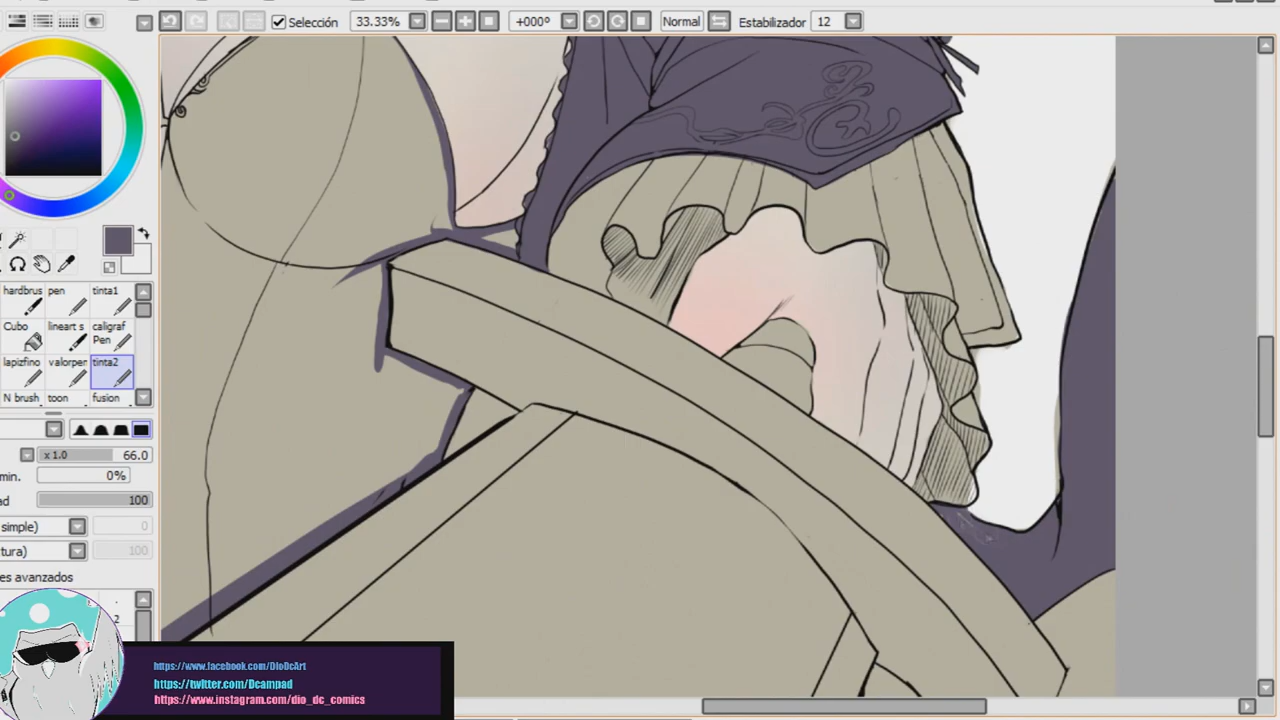 Selección 33.33% +000° Normal Estabilizador 12
hardbrus pen tinta1
Cubo lineart s caligraf
Pen
lapizfino valorper tinta2
N brush toon fusion
x 1.0 66.0
min. 0%
ad 100
simple) 0
tura) 100
es avanzados
2
https://www.facebook.com/DioDcArt
https://twitter.com/Dcampad
https://www.instagram.com/dio_dc_comics